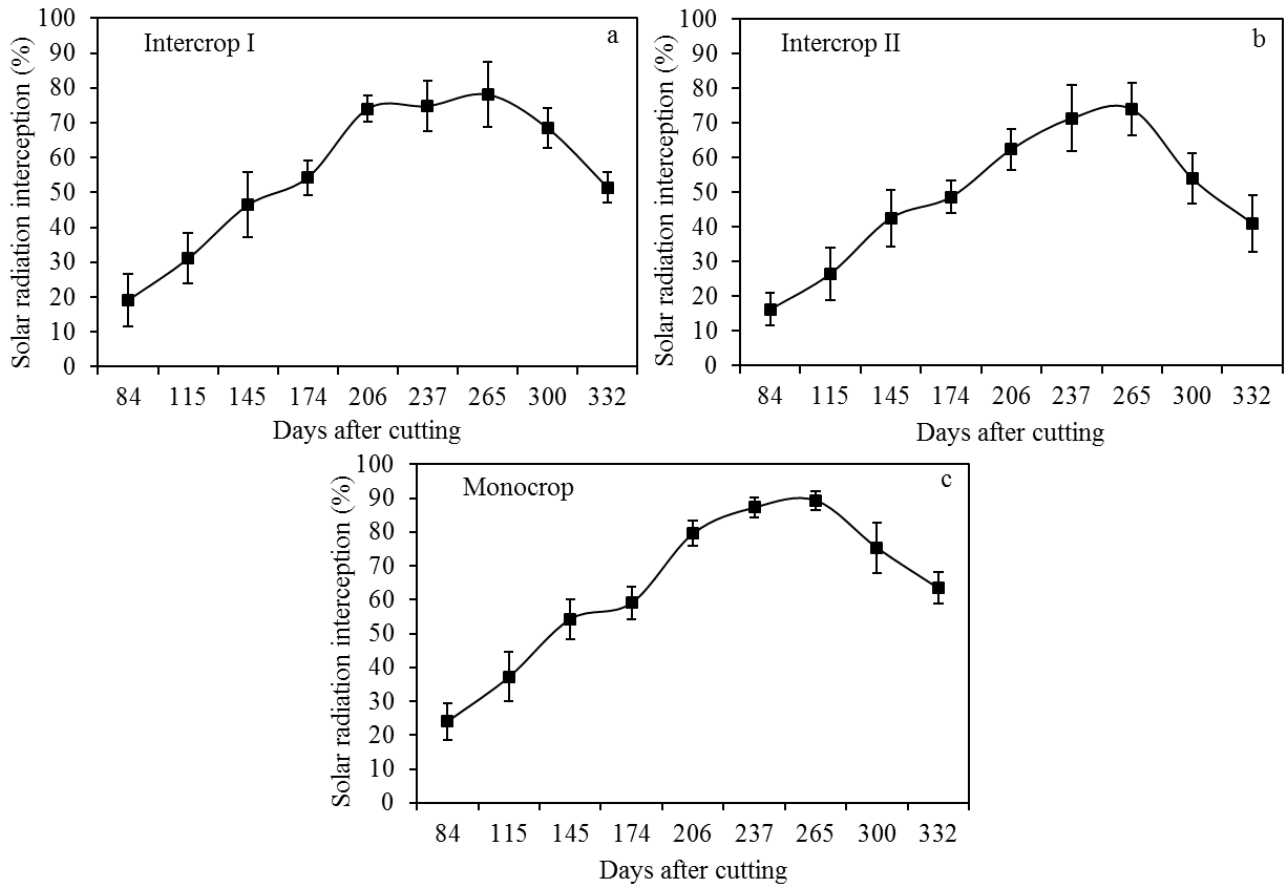 Solar radiation interception (%)
100
90
80
70
60
50
40
30
20
10
0
Intercrop I
a
84 115 145 174 206 237 265 300 332
Days after cutting
Solar radiation interception (%)
100
90
80
70
60
50
40
30
20
10
0
Intercrop II
b
84 115 145 174 206 237 265 300 332
Days after cutting
Solar radiation interception (%)
100
90
80
70
60
50
40
30
20
10
0
Monocrop
c
84 115 145 174 206 237 265 300 332
Days after cutting